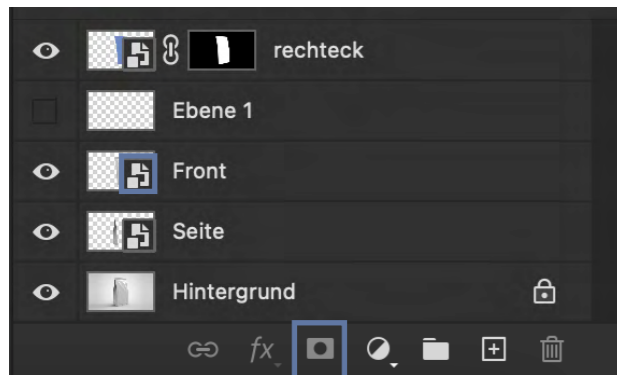 rechteck
Ebene 1
Front
Seite
Hintergrund
fx